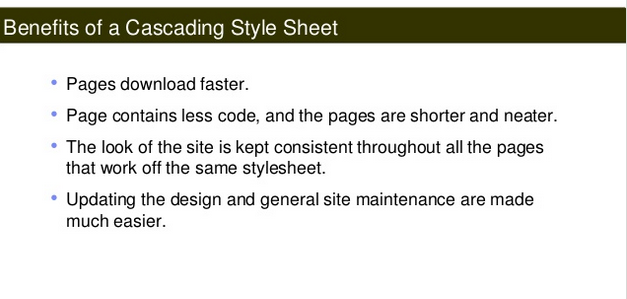 Benefits of a Cascading Style Sheet
• Pages download faster.
• Page contains less code, and the pages are shorter and neater.
• The look of the site is kept consistent throughout all the pages
that work off the same stylesheet.
• Updating the design and general site maintenance are made
much easier.